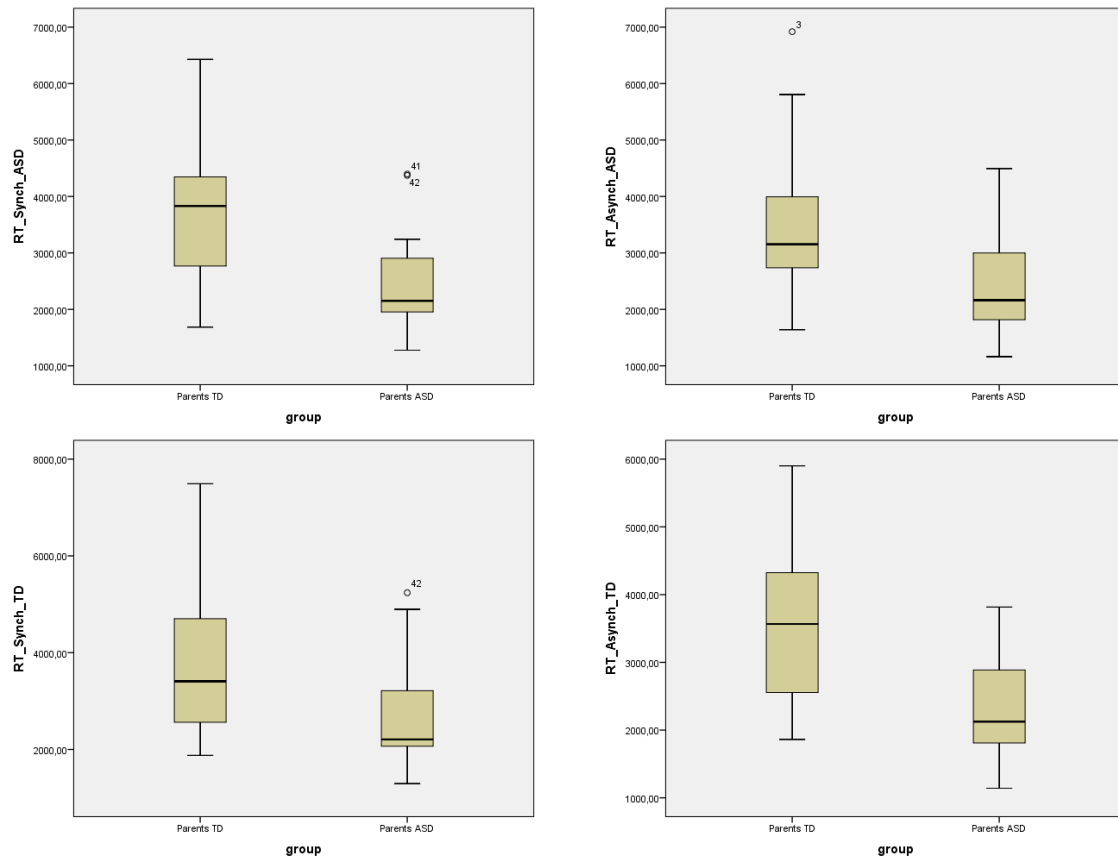 7000,00
6000,00
5000,00
4000,00
3000,00
2000,00
1000,00
RT_Synch_ASD
41
42
Parents TD
Parents ASD
group
7000,00
6000,00
5000,00
4000,00
3000,00
2000,00
1000,00
RT_Asynch_ASD
3
Parents TD
Parents ASD
group
8000,00
6000,00
4000,00
2000,00
RT_Synch_TD
42
Parents TD
Parents ASD
group
6000,00
5000,00
4000,00
3000,00
2000,00
1000,00
RT_Asynch_TD
Parents TD
Parents ASD
group